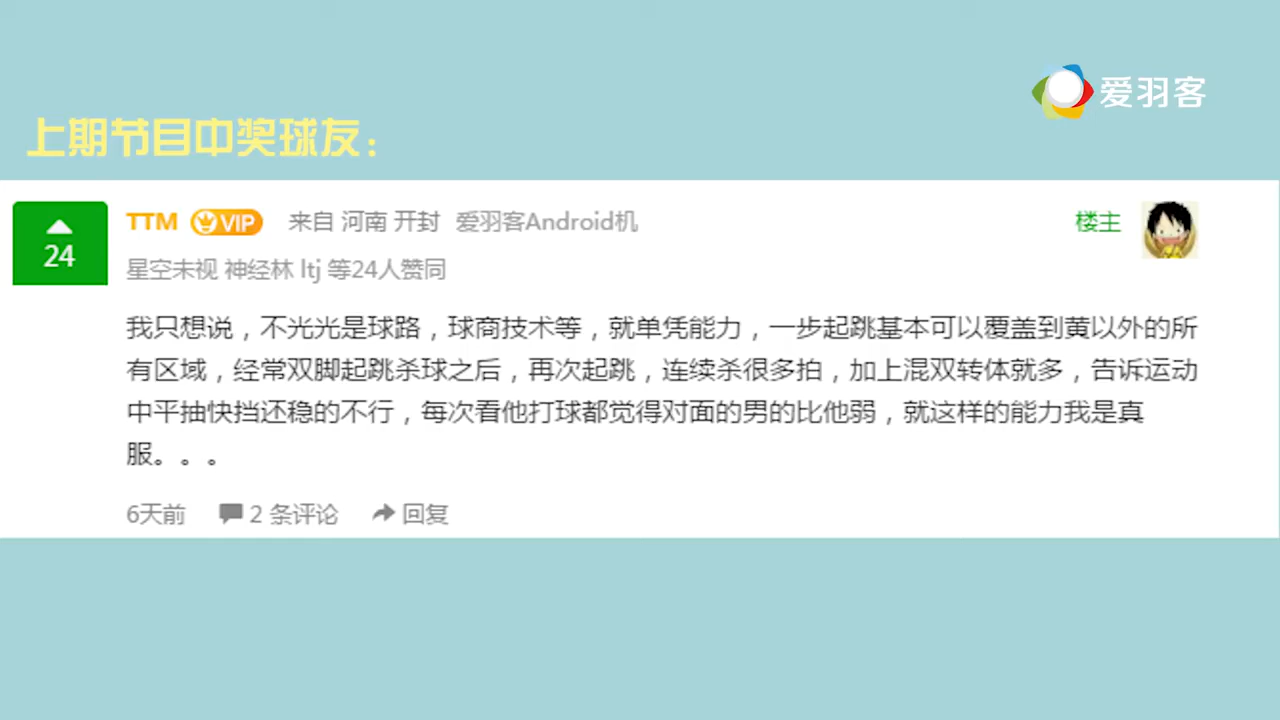 爱羽客
上期节目中奖球友：
24
TTM VIP 来自 河南 开封 爱羽客Android机
楼主
星空未视 神经林 ltj 等24人赞同
我只想说，不光光是球路，球商技术等，就单凭能力，一步起跳基本可以覆盖到黄以外的所
有区域，经常双脚起跳杀球之后，再次起跳，连续杀很多拍，加上混双转体就多，告诉运动
中平抽快挡还稳的不行，每次看他打球都觉得对面的男的比他弱，就这样的能力我是真
服。。。
6天前 2 条评论 回复